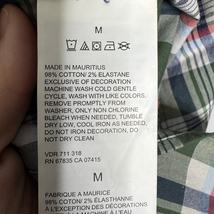 M
MADE IN MAURITIUS
98% COTTON/ 2% ELASTANE
EXCLUSIVE OF DECORATION
MACHINE WASH COLD GENTLE
CYCLE, WASH WITH LIKE
COLORS. REMOVE PROMPTLY
FROM WASHER, ONLY NON CHLORINE
BLEACH WHEN NEEDED, TUMBLE
DRY LOW, COOL IRON AS NEEDED,
DO NOT IRON DECORATION, DO
NOT DRY CLEAN
VDR 711 318
RN 67835 CA 07415
M
FABRIQUE A MAURICE
98% COTON/ 2% ÉLASTHANNE
À L'EXCEPTION DES DÉCORATIONS